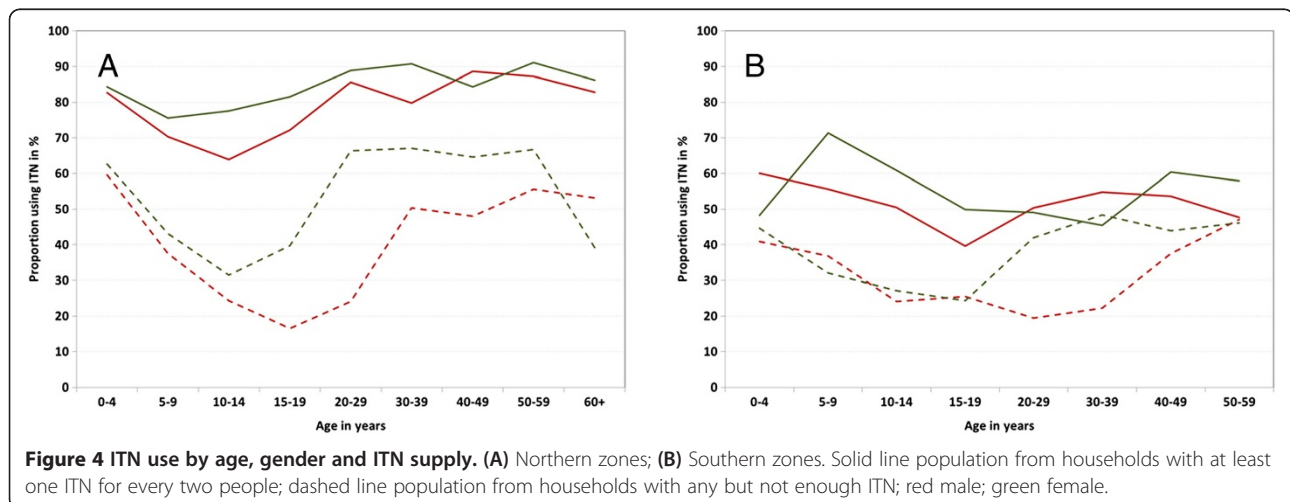 A
100
90
80
70
60
50
40
30
20
10
0
Proportion using ITN in %
0-4 5-9 10-14 15-19 20-29 30-39 40-49 50-59 60+
Age in years
B
100
90
80
70
60
50
40
30
20
10
0
Proportion using ITN in %
0-4 5-9 10-14 15-19 20-29 30-39 40-49 50-59
Age in years
Figure 4 ITN use by age, gender and ITN supply. (A) Northern zones; (B) Southern zones. Solid line population from households with at least
one ITN for every two people; dashed line population from households with any but not enough ITN; red male; green female.